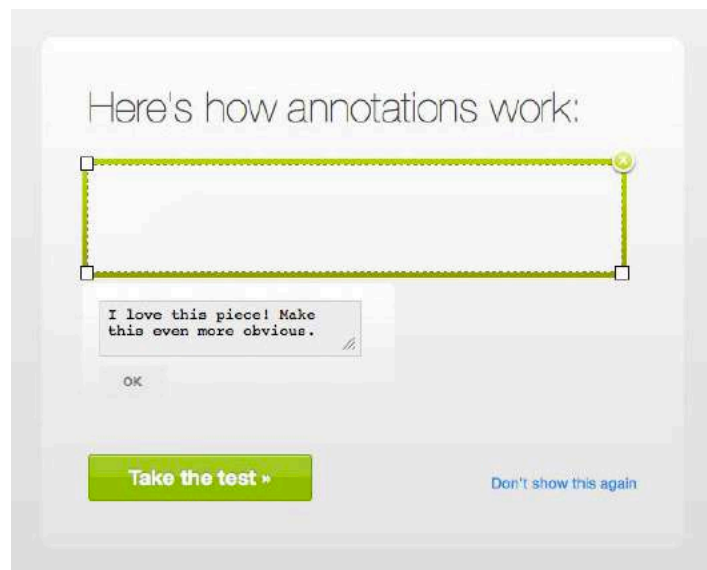 Here's how annotations work:
x
I love this piece! Make
this even more obvious.
OK
Take the test »
Don't show this again